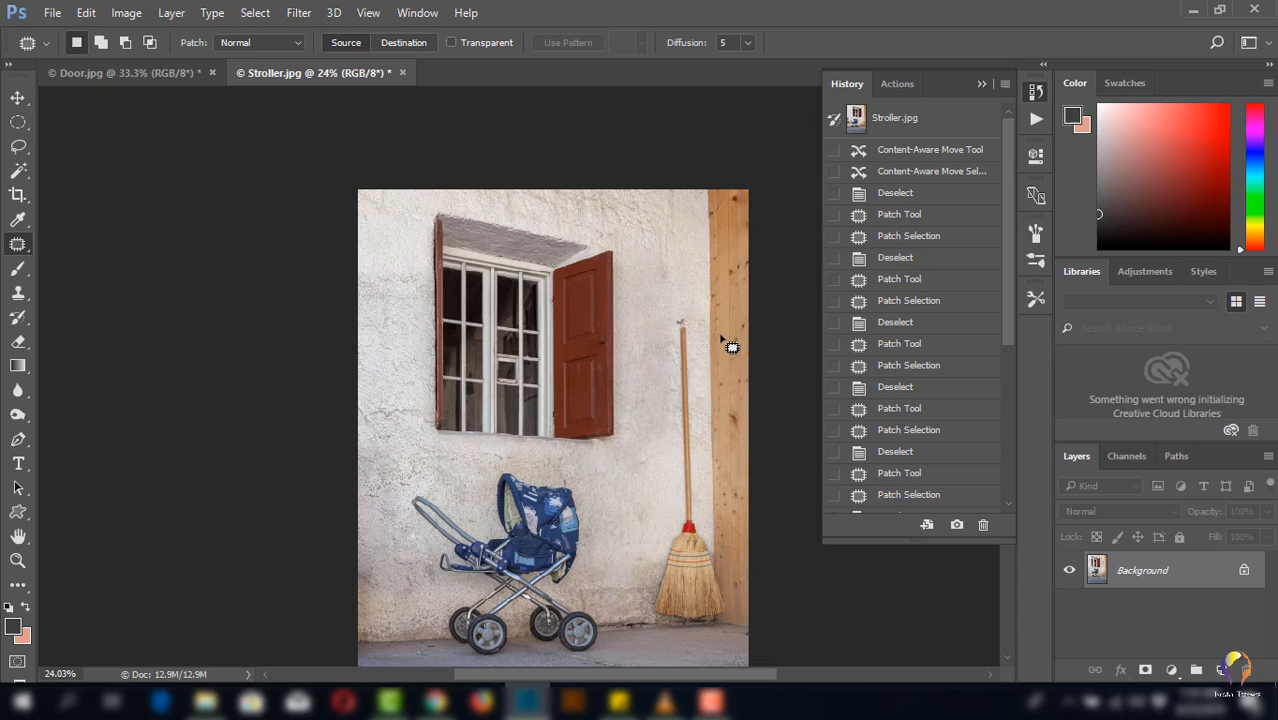 Ps File Edit Image Layer Type Select Filter 3D View Window Help
Patch: Normal Source Destination Transparent Use Pattern Diffusion: 5
© Door.jpg @ 33.3% (RGB/8*) * × © Stroller.jpg @ 24% (RGB/8*) * ×
History Actions
Stroller.jpg
Content-Aware Move Tool
Content-Aware Move Sel...
Deselect
Patch Tool
Patch Selection
Deselect
Patch Tool
Patch Selection
Deselect
Patch Tool
Patch Selection
Deselect
Patch Tool
Patch Selection
Deselect
Patch Tool
Patch Selection
Color Swatches
Libraries Adjustments Styles
Search Adobe Stock
Something went wrong initializing
Creative Cloud Libraries
Layers Channels Paths
Kind
Normal Opacity: 100%
Lock: Fill: 100%
Background
24.03% © Doc: 12.9M/12.9M